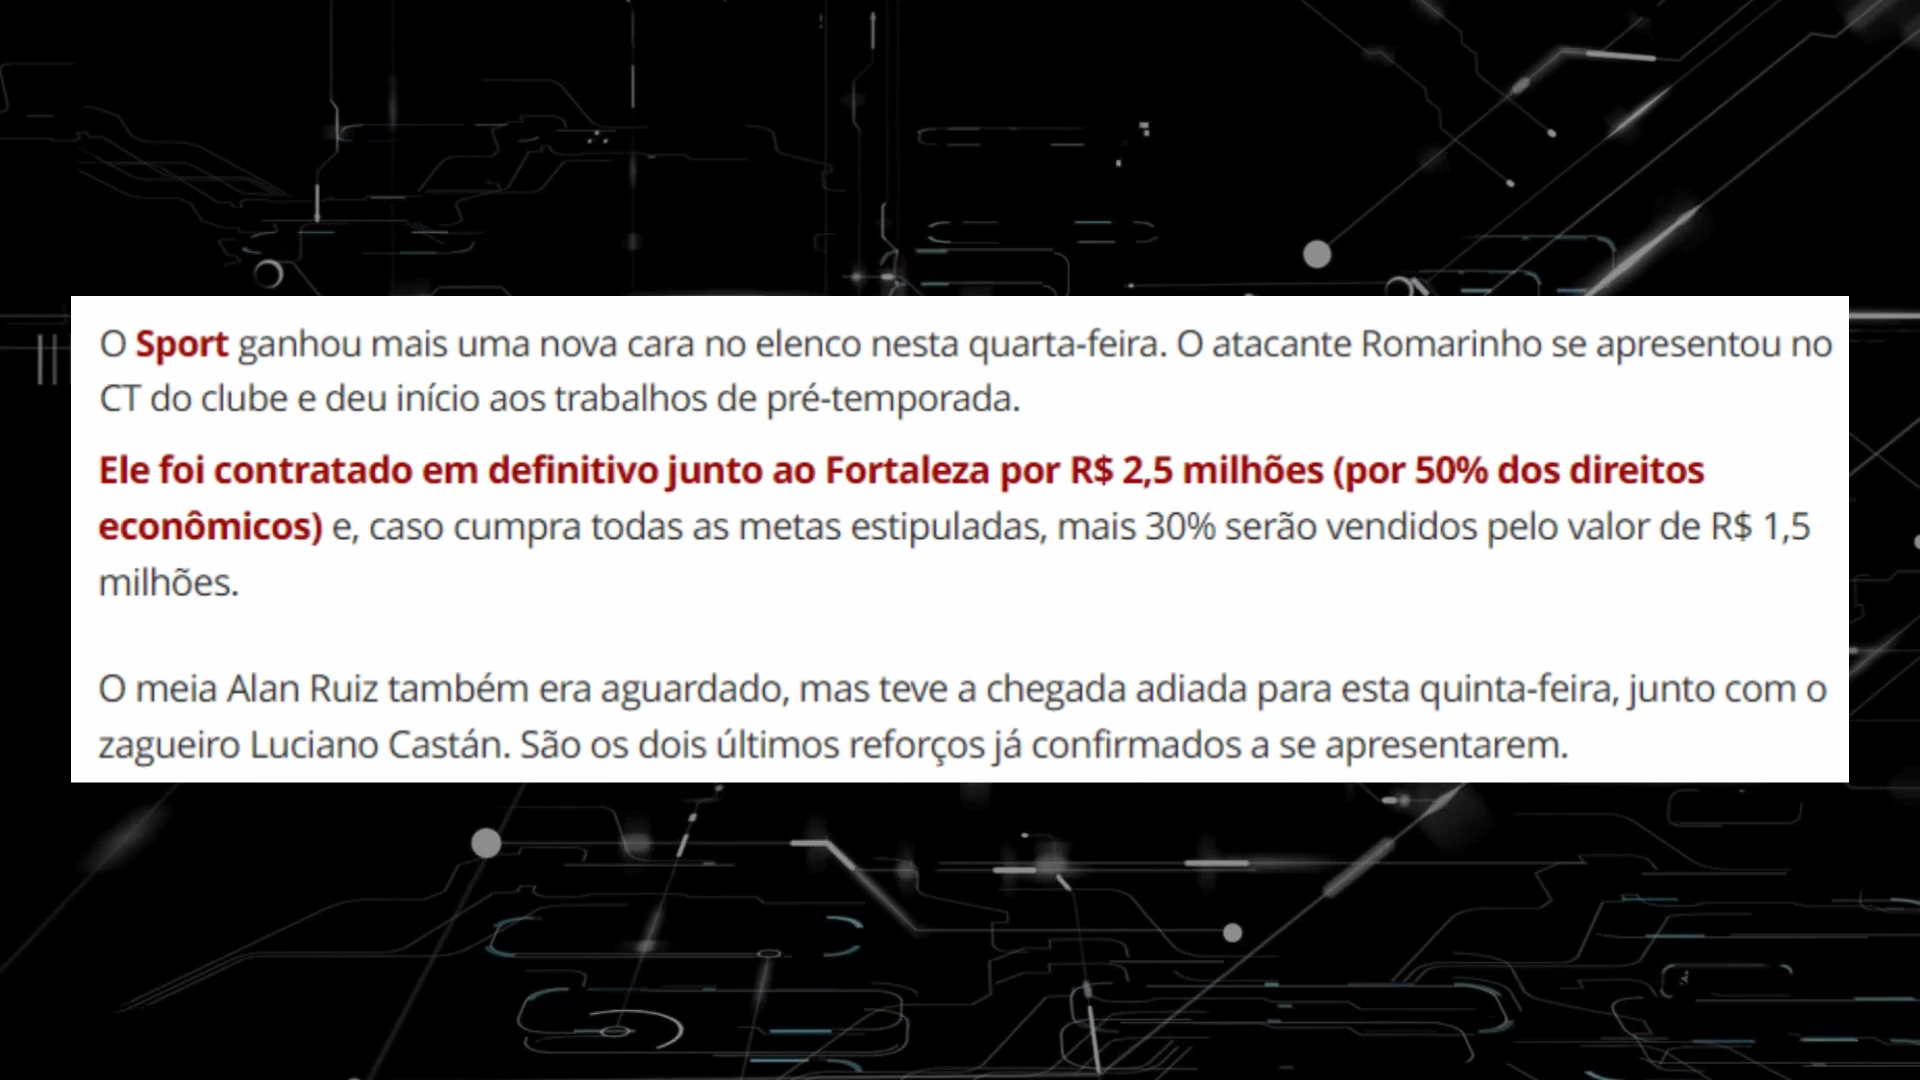 O Sport ganhou mais uma nova cara no elenco nesta quarta-feira. O atacante Romarinho se apresentou no
CT do clube e deu início aos trabalhos de pré-temporada.
Ele foi contratado em definitivo junto ao Fortaleza por R$ 2,5 milhões (por 50% dos direitos
econômicos) e, caso cumpra todas as metas estipuladas, mais 30% serão vendidos pelo valor de R$ 1,5
milhões.
O meia Alan Ruiz também era aguardado, mas teve a chegada adiada para esta quinta-feira, junto com o
zagueiro Luciano Castán. São os dois últimos reforços já confirmados a se apresentarem.